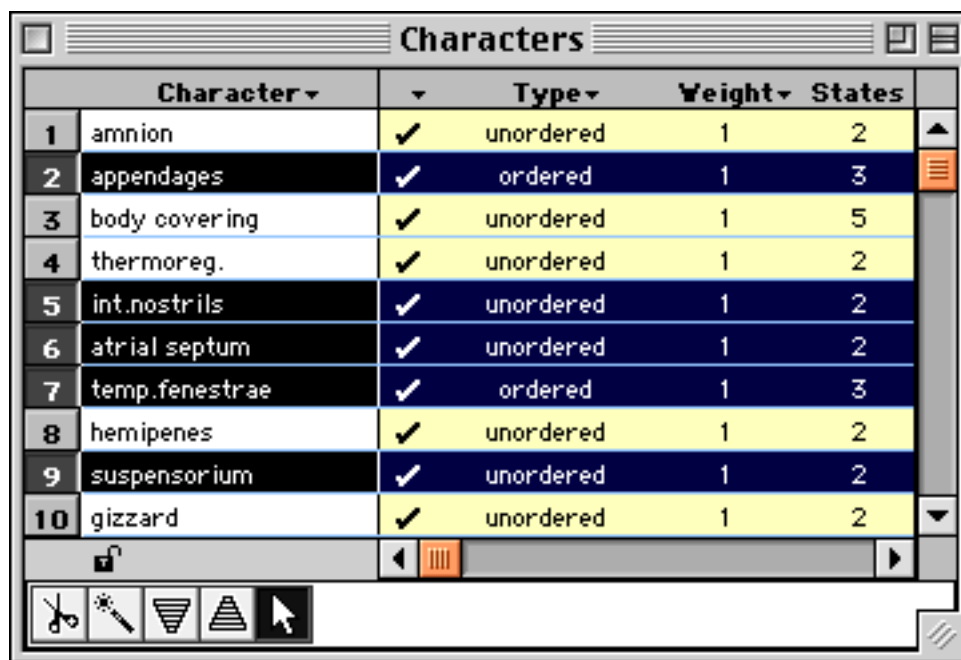 Characters
Character Type Weight States
1 amnion unordered 1 2
2 appendages ordered 1 3
3 body covering unordered 1 5
4 thermoreg. unordered 1 2
5 int.nostrils unordered 1 2
6 atrial septum unordered 1 2
7 temp.fenestrae ordered 1 3
8 hemipenes unordered 1 2
9 suspensorium unordered 1 2
10 gizzard unordered 1 2